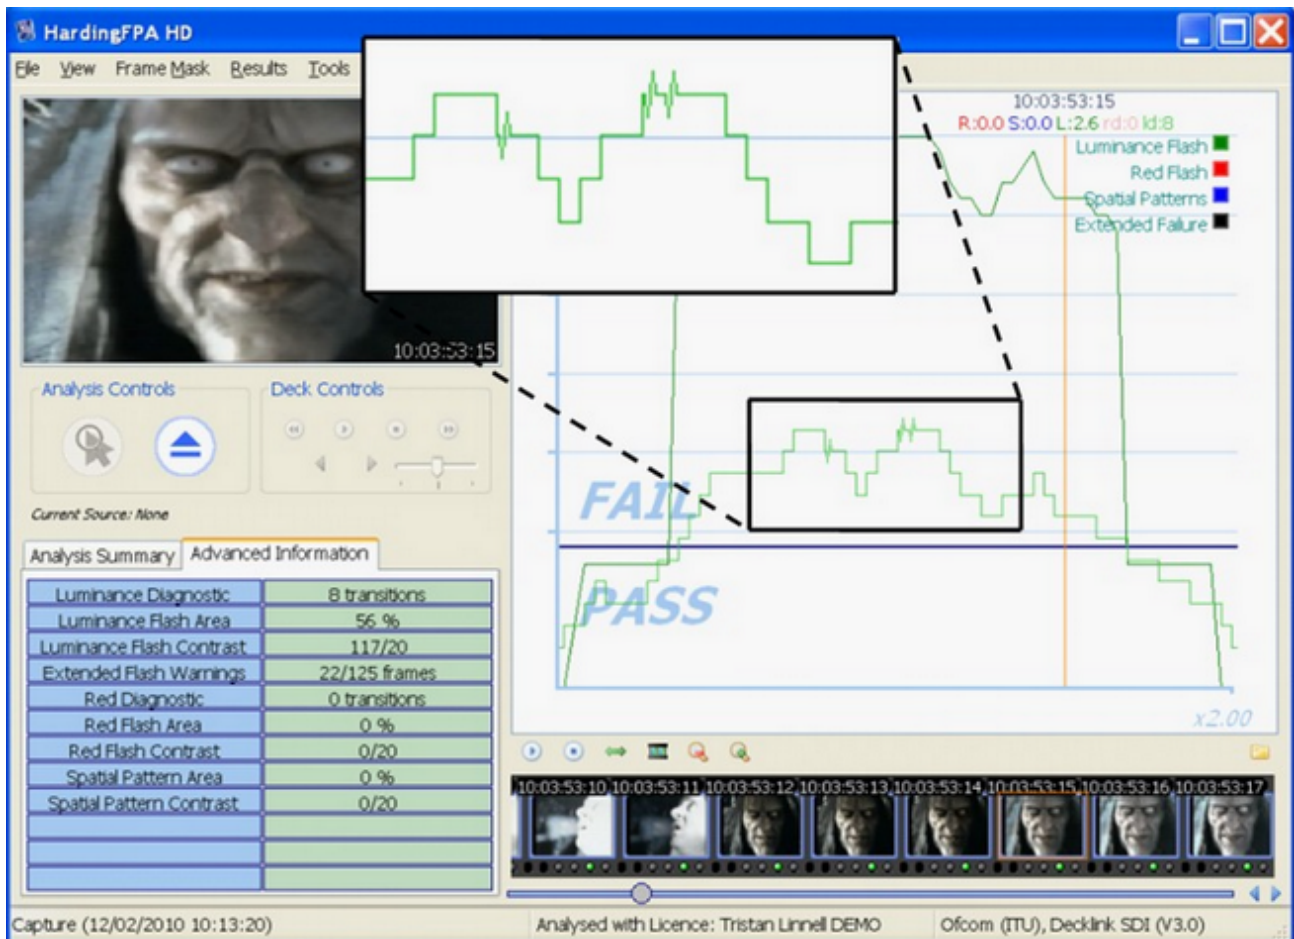 HardingFPA HD
File View Frame Mask Results Tools
10:03:53:15
10:03:53:15
R:0.0 S:0.0 L:2.6 rd:0 ld:8
Luminance Flash
Red Flash
Spatial Patterns
Extended Failure
FAIL
PASS
x2.00
Analysis Controls
Deck Controls
Current Source: None
Analysis Summary Advanced Information
Luminance Diagnostic 8 transitions
Luminance Flash Area 56 %
Luminance Flash Contrast 117/20
Extended Flash Warnings 22/125 frames
Red Diagnostic 0 transitions
Red Flash Area 0 %
Red Flash Contrast 0/20
Spatial Pattern Area 0 %
Spatial Pattern Contrast 0/20
10:03:53:10 10:03:53:11 10:03:53:12 10:03:53:13 10:03:53:14 10:03:53:15 10:03:53:16 10:03:53:17
Capture (12/02/2010 10:13:20) Analysed with Licence: Tristan Linnell DEMO Ofcom (ITU), Decklink SDI (V3.0)